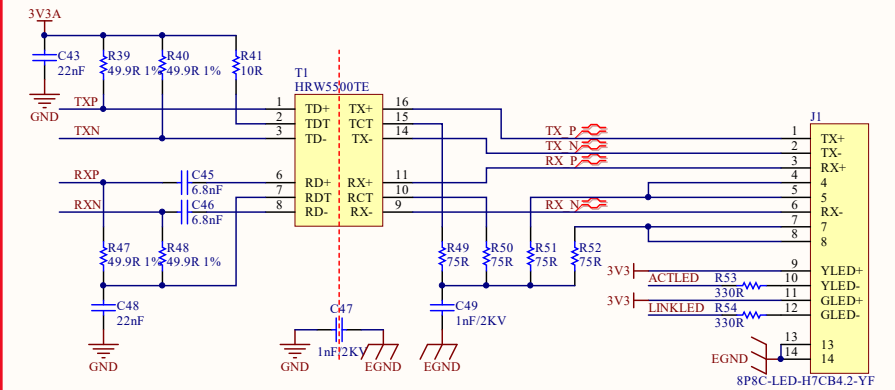 3V3A
C43
22nF
GND
R39
49.9R 1%
R40
49.9R 1%
R41
10R
TXP
TXN
RXP
RXN
C45
6.8nF
C46
6.8nF
R47
49.9R 1%
R48
49.9R 1%
C48
22nF
GND
T1
HRW5500TE
1 TD+ TX+ 16
2 TDT TCT 15
3 TD- TX- 14
6 RD+ RX+ 11
7 RDT RCT 10
8 RD- RX- 9
C47
1nF/2KV
GND
EGND
R49
75R
R50
75R
R51
75R
R52
75R
C49
1nF/2KV
EGND
TX_P
TX_N
RX_P
RX_N
3V3
ACTLED
R53
330R
3V3
LINKLED
R54
330R
EGND
J1
1 TX+
2 TX-
3 RX+
4 4
5 5
6 RX-
7 7
8 8
9 YLED+
10 YLED-
11 GLED+
12 GLED-
13 13
14 14
8P8C-LED-H7CB4.2-YF